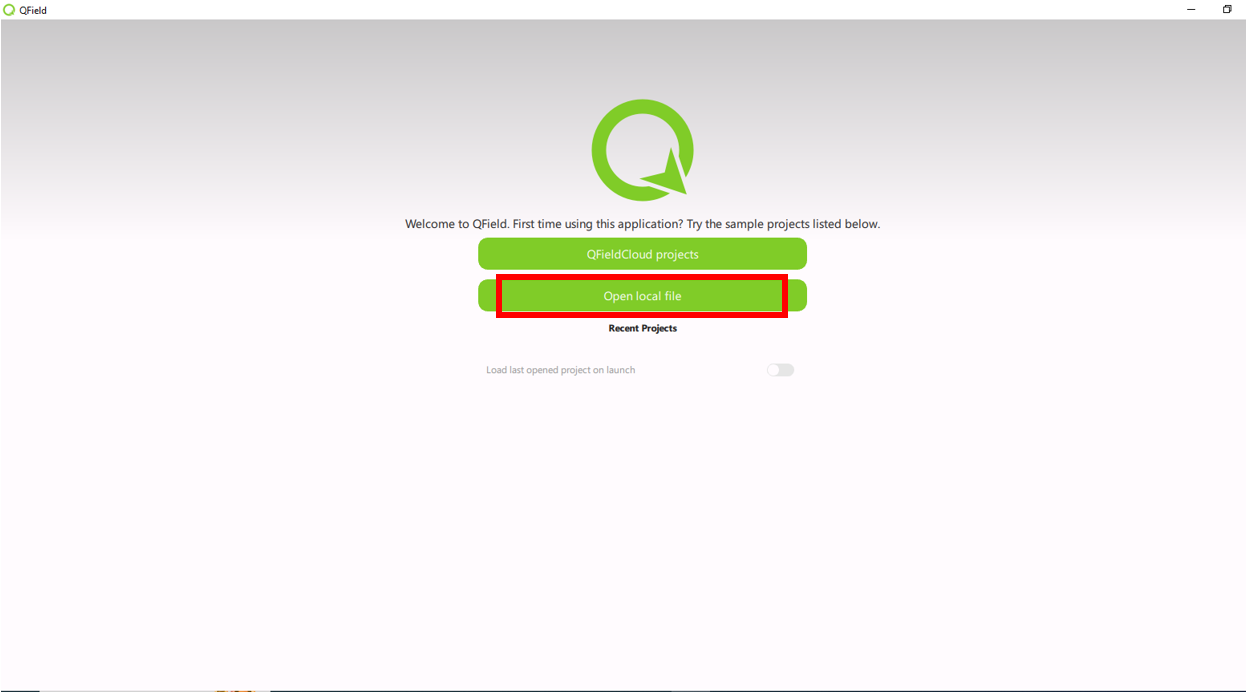 QField
Welcome to QField. First time using this application? Try the sample projects listed below.
QFieldCloud projects
Open local file
Recent Projects
Load last opened project on launch